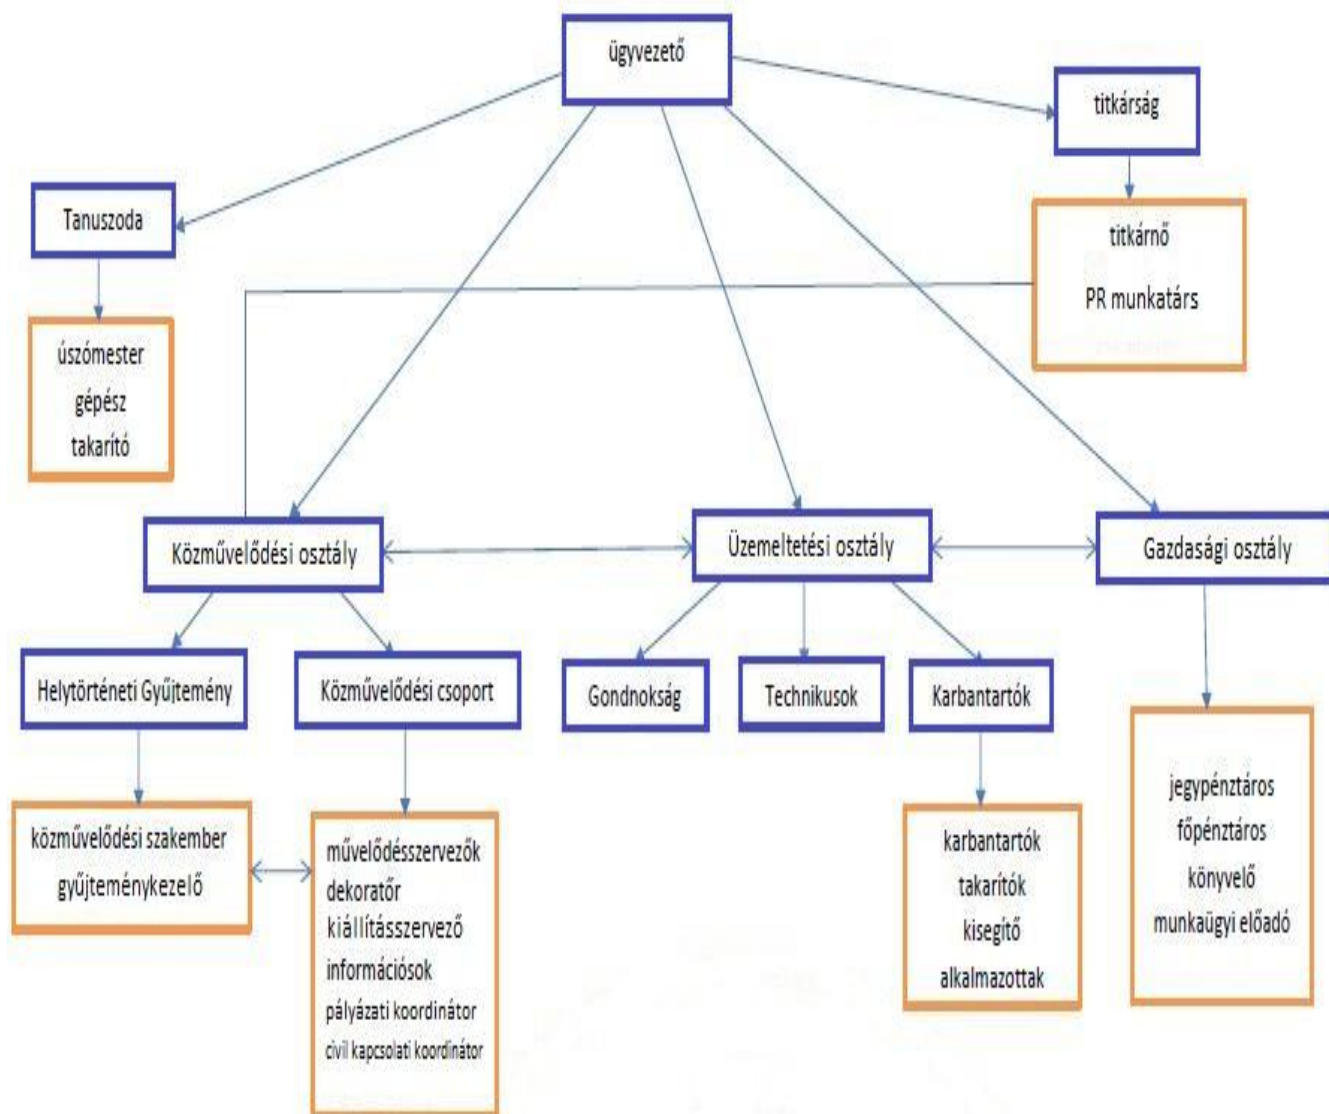 ügyvezető
titkárság
Tanuszoda
titkárnő
PR munkatárs
úszómester
gépész
takarító
Közművelődési osztály
Üzemeltetési osztály
Gazdasági osztály
Helytörténeti Gyűjtemény
Közművelődési csoport
Gondnokság
Technikusok
Karbantartók
közművelődési szakember
gyűjteménykezelő
művelődésszervezők
dekoratőr
kiállításszervező
információsok
pályázati koordinátor
civil kapcsolati koordinátor
karbantartók
takarítók
kisegítő
alkalmazottak
jegypénztáros
főpénztáros
könyvelő
munkaügyi előadó